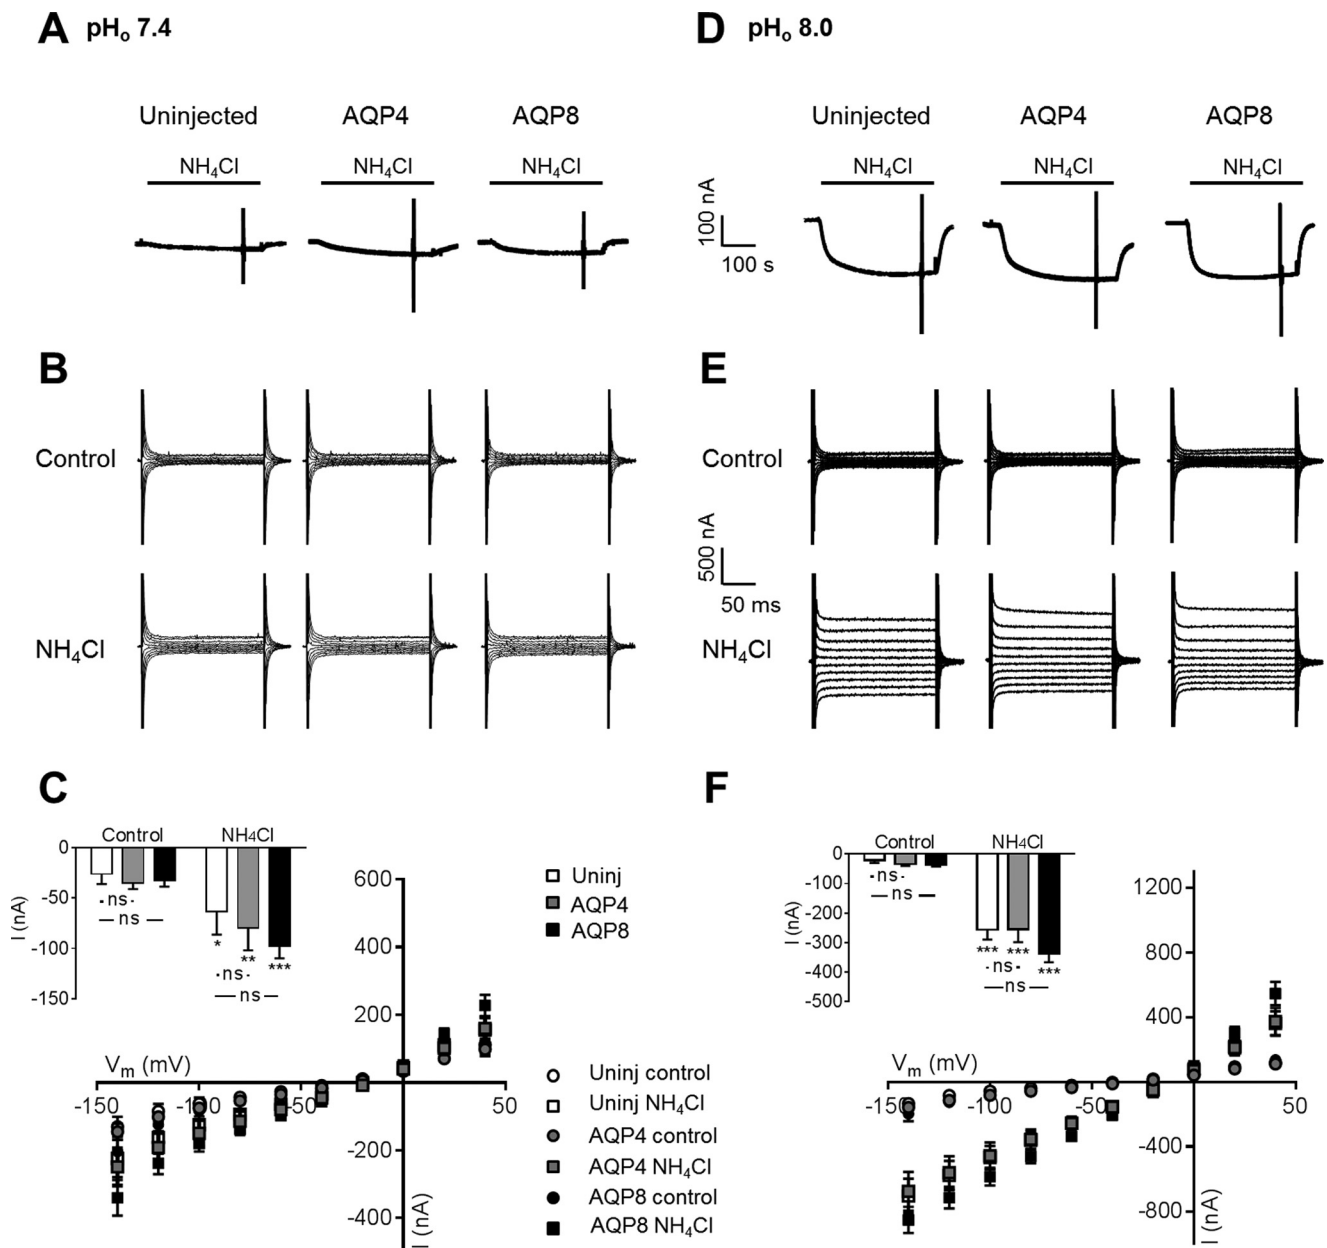 A pHo 7.4
Uninjected AQP4 AQP8
NH4Cl NH4Cl NH4Cl
B
Control
NH4Cl
C
Control NH4Cl
0
-50
-100
-150
I (nA)
ns
ns
*
**
***
ns
ns
Uninj
AQP4
AQP8
600
400
200
-200
-400
Vm (mV)
-150 -100 -50 50
I (nA)
Uninj control
Uninj NH4Cl
AQP4 control
AQP4 NH4Cl
AQP8 control
AQP8 NH4Cl
D pHo 8.0
Uninjected AQP4 AQP8
NH4Cl NH4Cl NH4Cl
100 nA
100 s
E
Control
500 nA
50 ms
NH4Cl
F
Control NH4Cl
0
-100
-200
-300
-400
-500
I (nA)
ns
ns
***
***
***
ns
ns
1200
800
400
-400
-800
Vm (mV)
-150 -100 -50 50
I (nA)